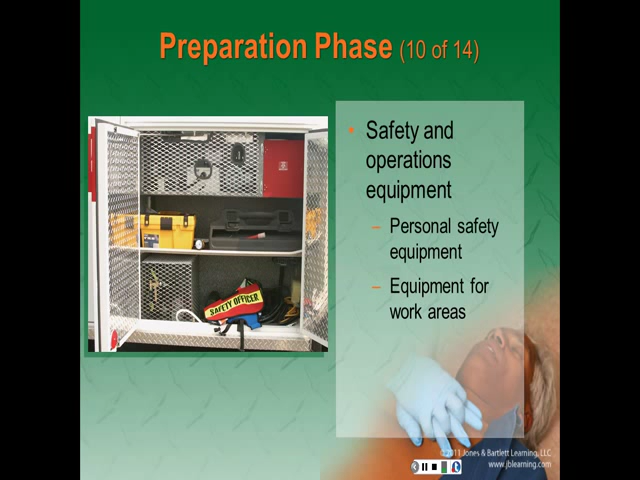 Preparation Phase (10 of 14)
• Safety and
operations
equipment
– Personal safety
equipment
– Equipment for
work areas
SAFETY OFFICER
© 2011 Jones & Bartlett Learning, LLC
www.jblearning.com